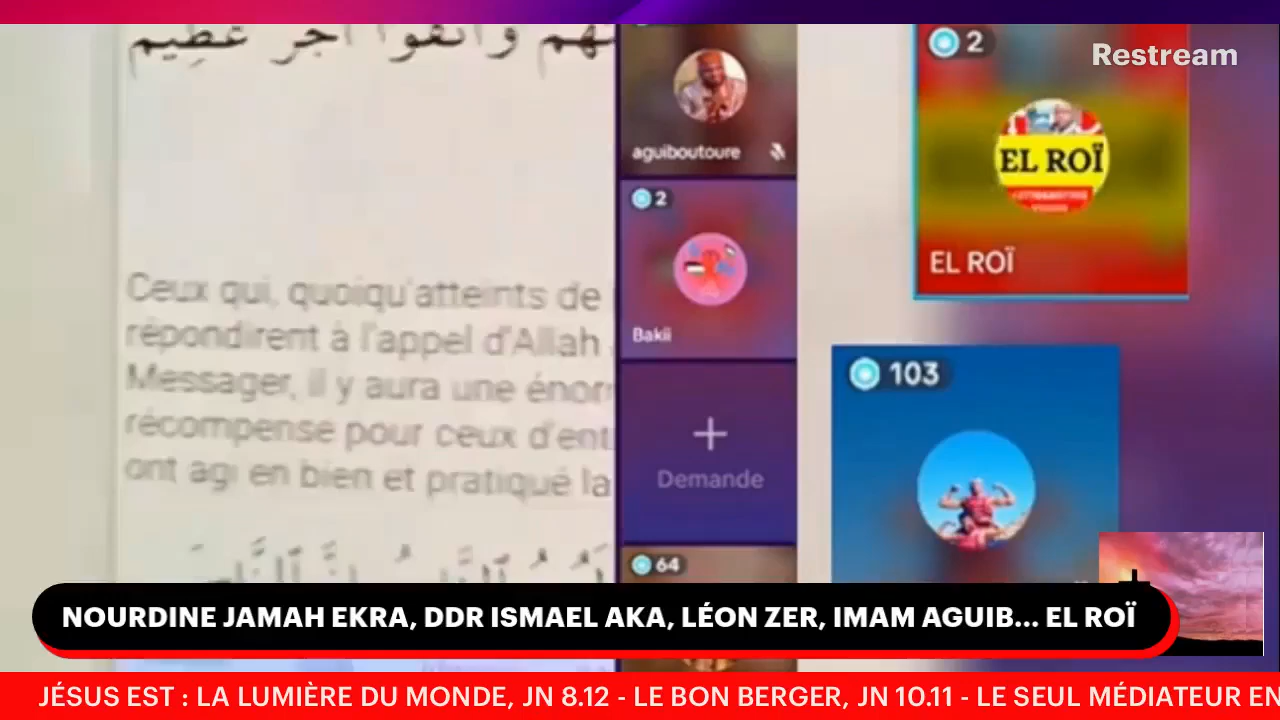 Restream
2
aguiboutoure
2
EL ROÏ
EL ROÏ
Bakii
Ceux qui, quoiqu'atteints de
répondirent à l'appel d'Allah
Messager, il y aura une
récompense pour ceux
ont agi en bien et pratiqué la
103
Demande
64
NOURDINE JAMAH EKRA, DDR ISMAEL AKA, LÉON ZER, IMAM AGUIB... EL ROÏ
JÉSUS EST : LA LUMIÈRE DU MONDE, JN 8.12 - LE BON BERGER, JN 10.11 - LE SEUL MÉDIATEUR EN